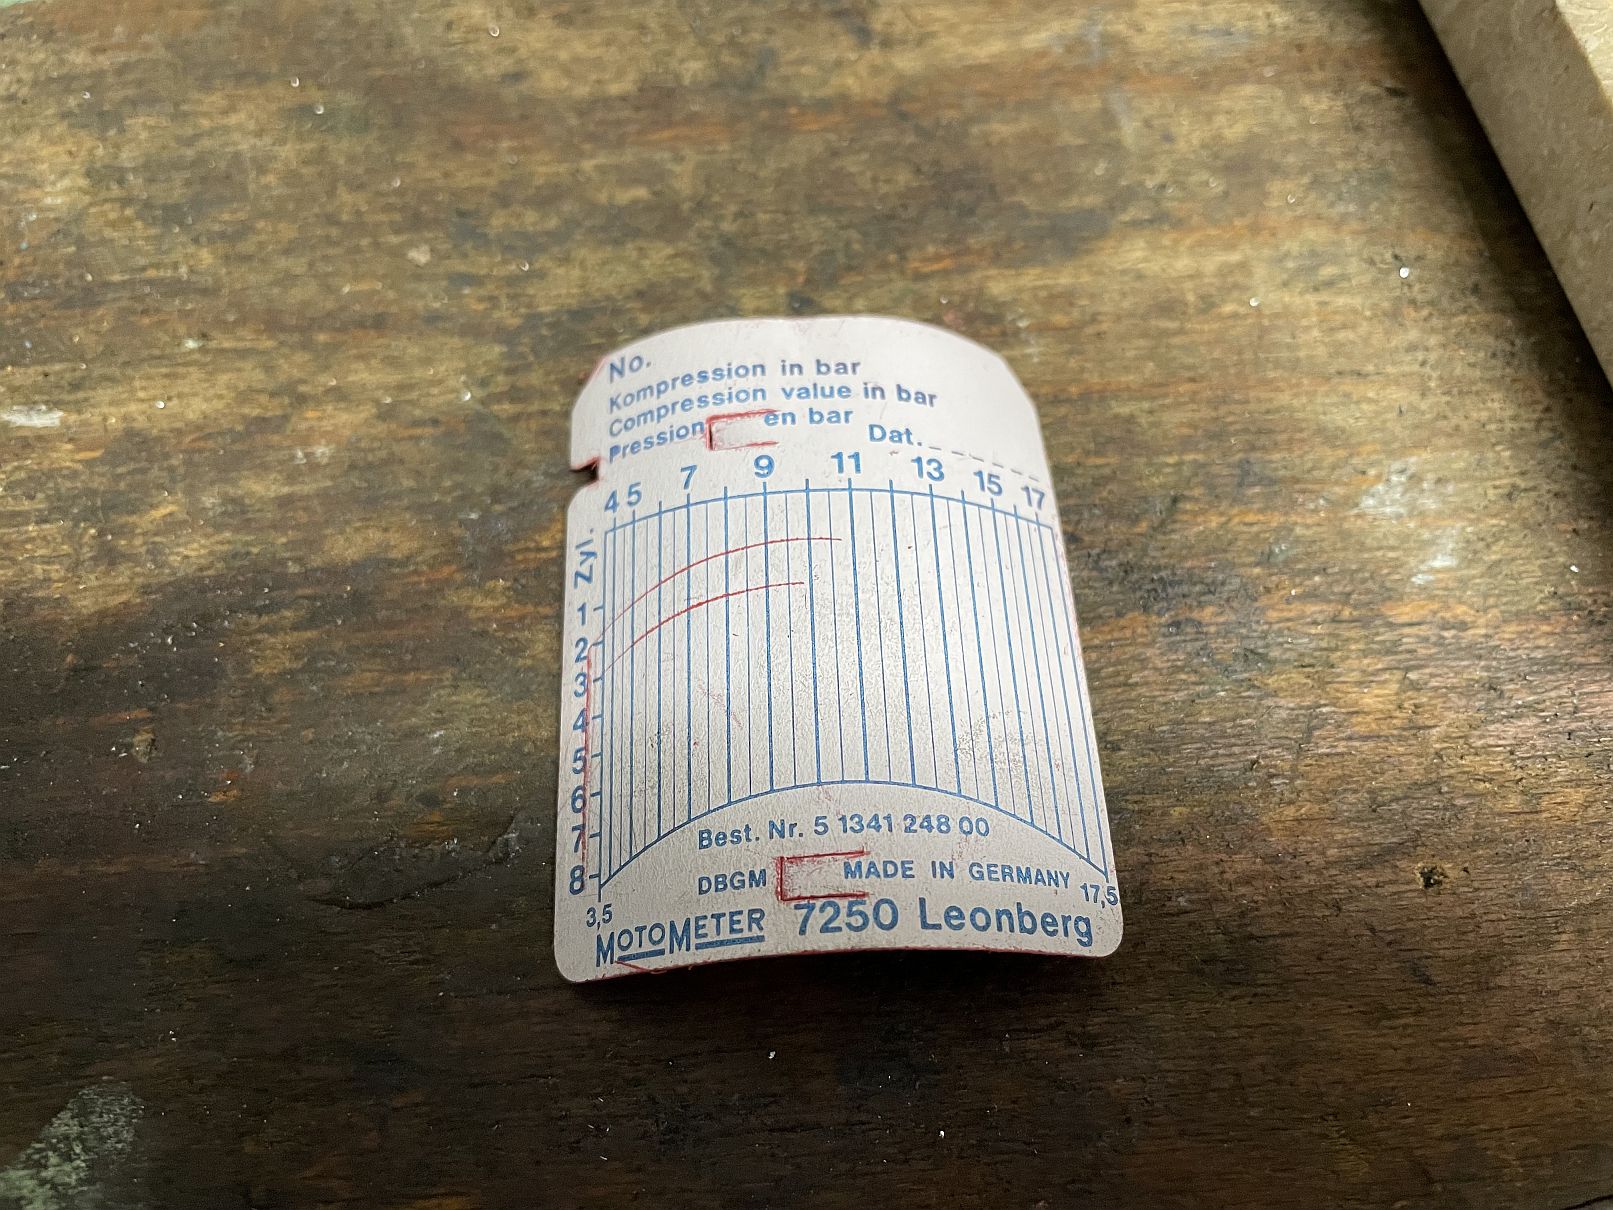 No.
Kompression in bar
Compression value in bar
Pression en bar
Dat.
4 5 7 9 11 13 15 17
Zyl.
1
2
3
4
5
6
7
8
3,5
17,5
Best. Nr. 5 1341 248 00
DBGM MADE IN GERMANY
MOTOMETER 7250 Leonberg